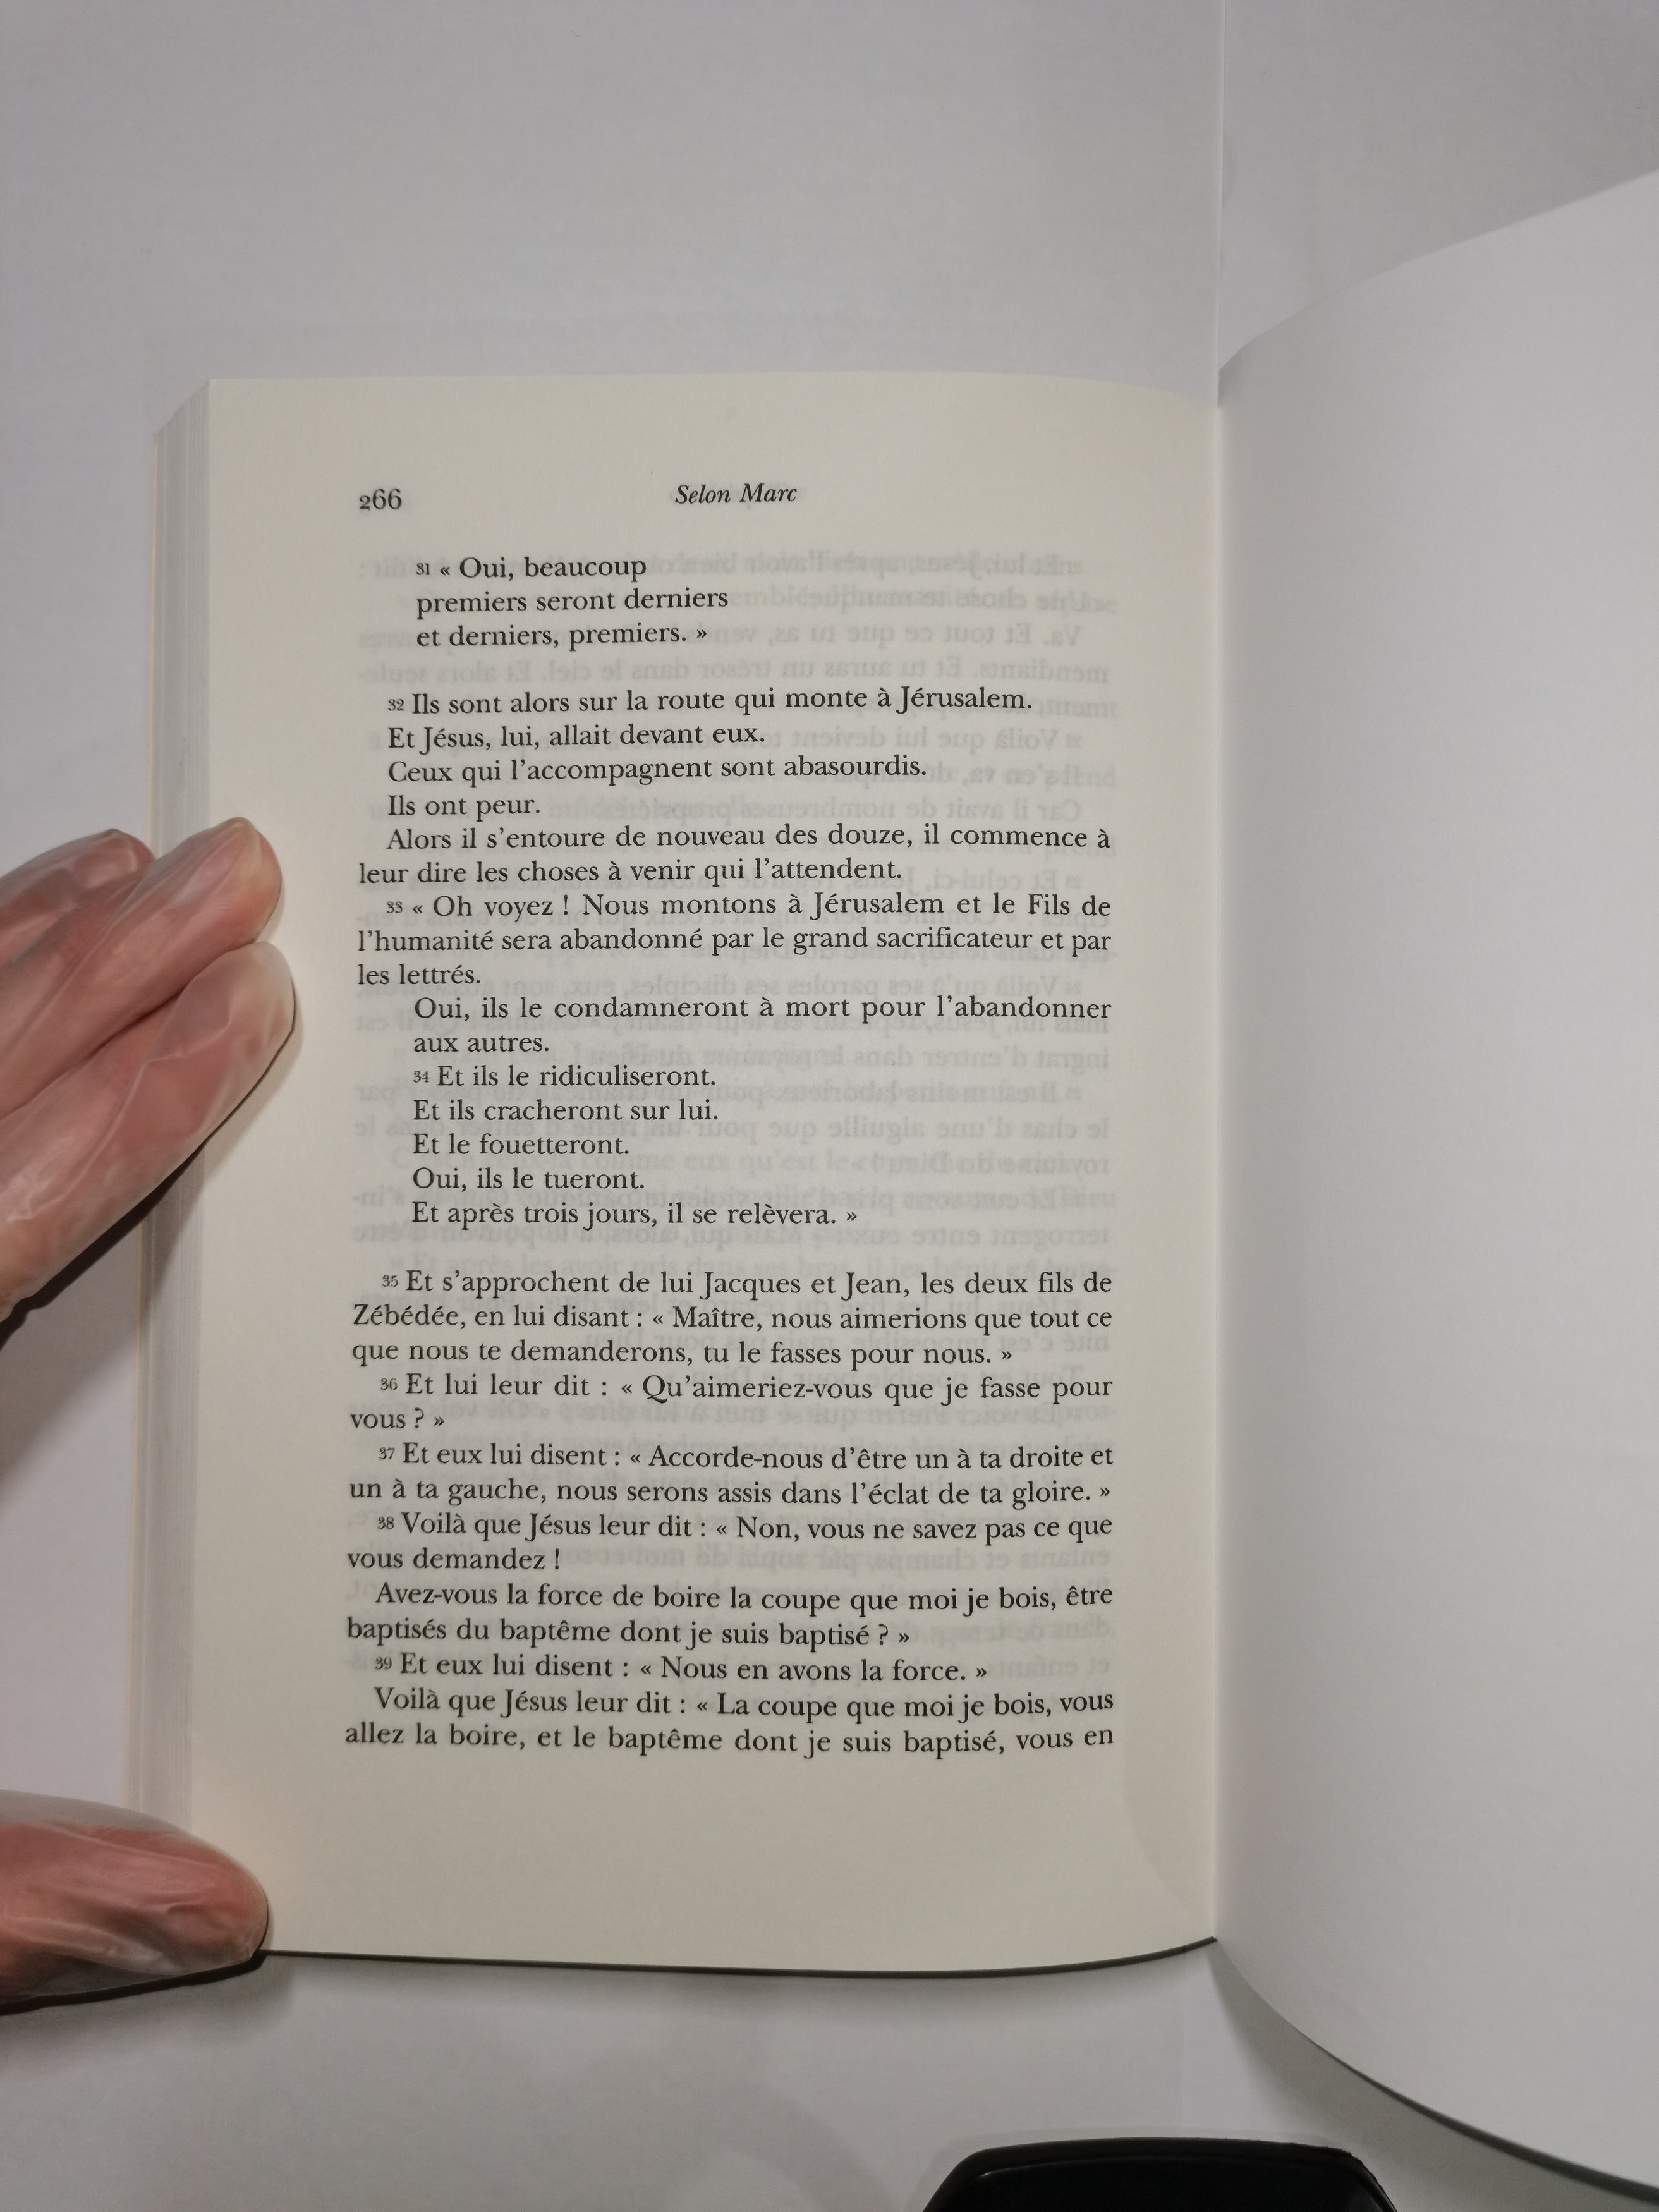 266
Selon Marc
31 « Oui, beaucoup
premiers seront derniers
et derniers, premiers. »
32 Ils sont alors sur la route qui monte à Jérusalem.
Et Jésus, lui, allait devant eux.
Ceux qui l’accompagnent sont abasourdis.
Ils ont peur.
Alors il s’entoure de nouveau des douze, il commence à
leur dire les choses à venir qui l’attendent.
33 « Oh voyez ! Nous montons à Jérusalem et le Fils de
l’humanité sera abandonné par le grand sacrificateur et par
les lettrés.
Oui, ils le condamneront à mort pour l’abandonner
aux autres.
34 Et ils le ridiculiseront.
Et ils cracheront sur lui.
Et le fouetteront.
Oui, ils le tueront.
Et après trois jours, il se relèvera. »
35 Et s’approchent de lui Jacques et Jean, les deux fils de
Zébédée, en lui disant : « Maître, nous aimerions que tout ce
que nous te demanderons, tu le fasses pour nous. »
36 Et lui leur dit : « Qu’aimeriez-vous que je fasse pour
vous ? »
37 Et eux lui disent : « Accorde-nous d’être un à ta droite et
un à ta gauche, nous serons assis dans l’éclat de ta gloire. »
38 Voilà que Jésus leur dit : « Non, vous ne savez pas ce que
vous demandez !
Avez-vous la force de boire la coupe que moi je bois, être
baptisés du baptême dont je suis baptisé ? »
39 Et eux lui disent : « Nous en avons la force. »
Voilà que Jésus leur dit : « La coupe que moi je bois, vous
allez la boire, et le baptême dont je suis baptisé, vous en